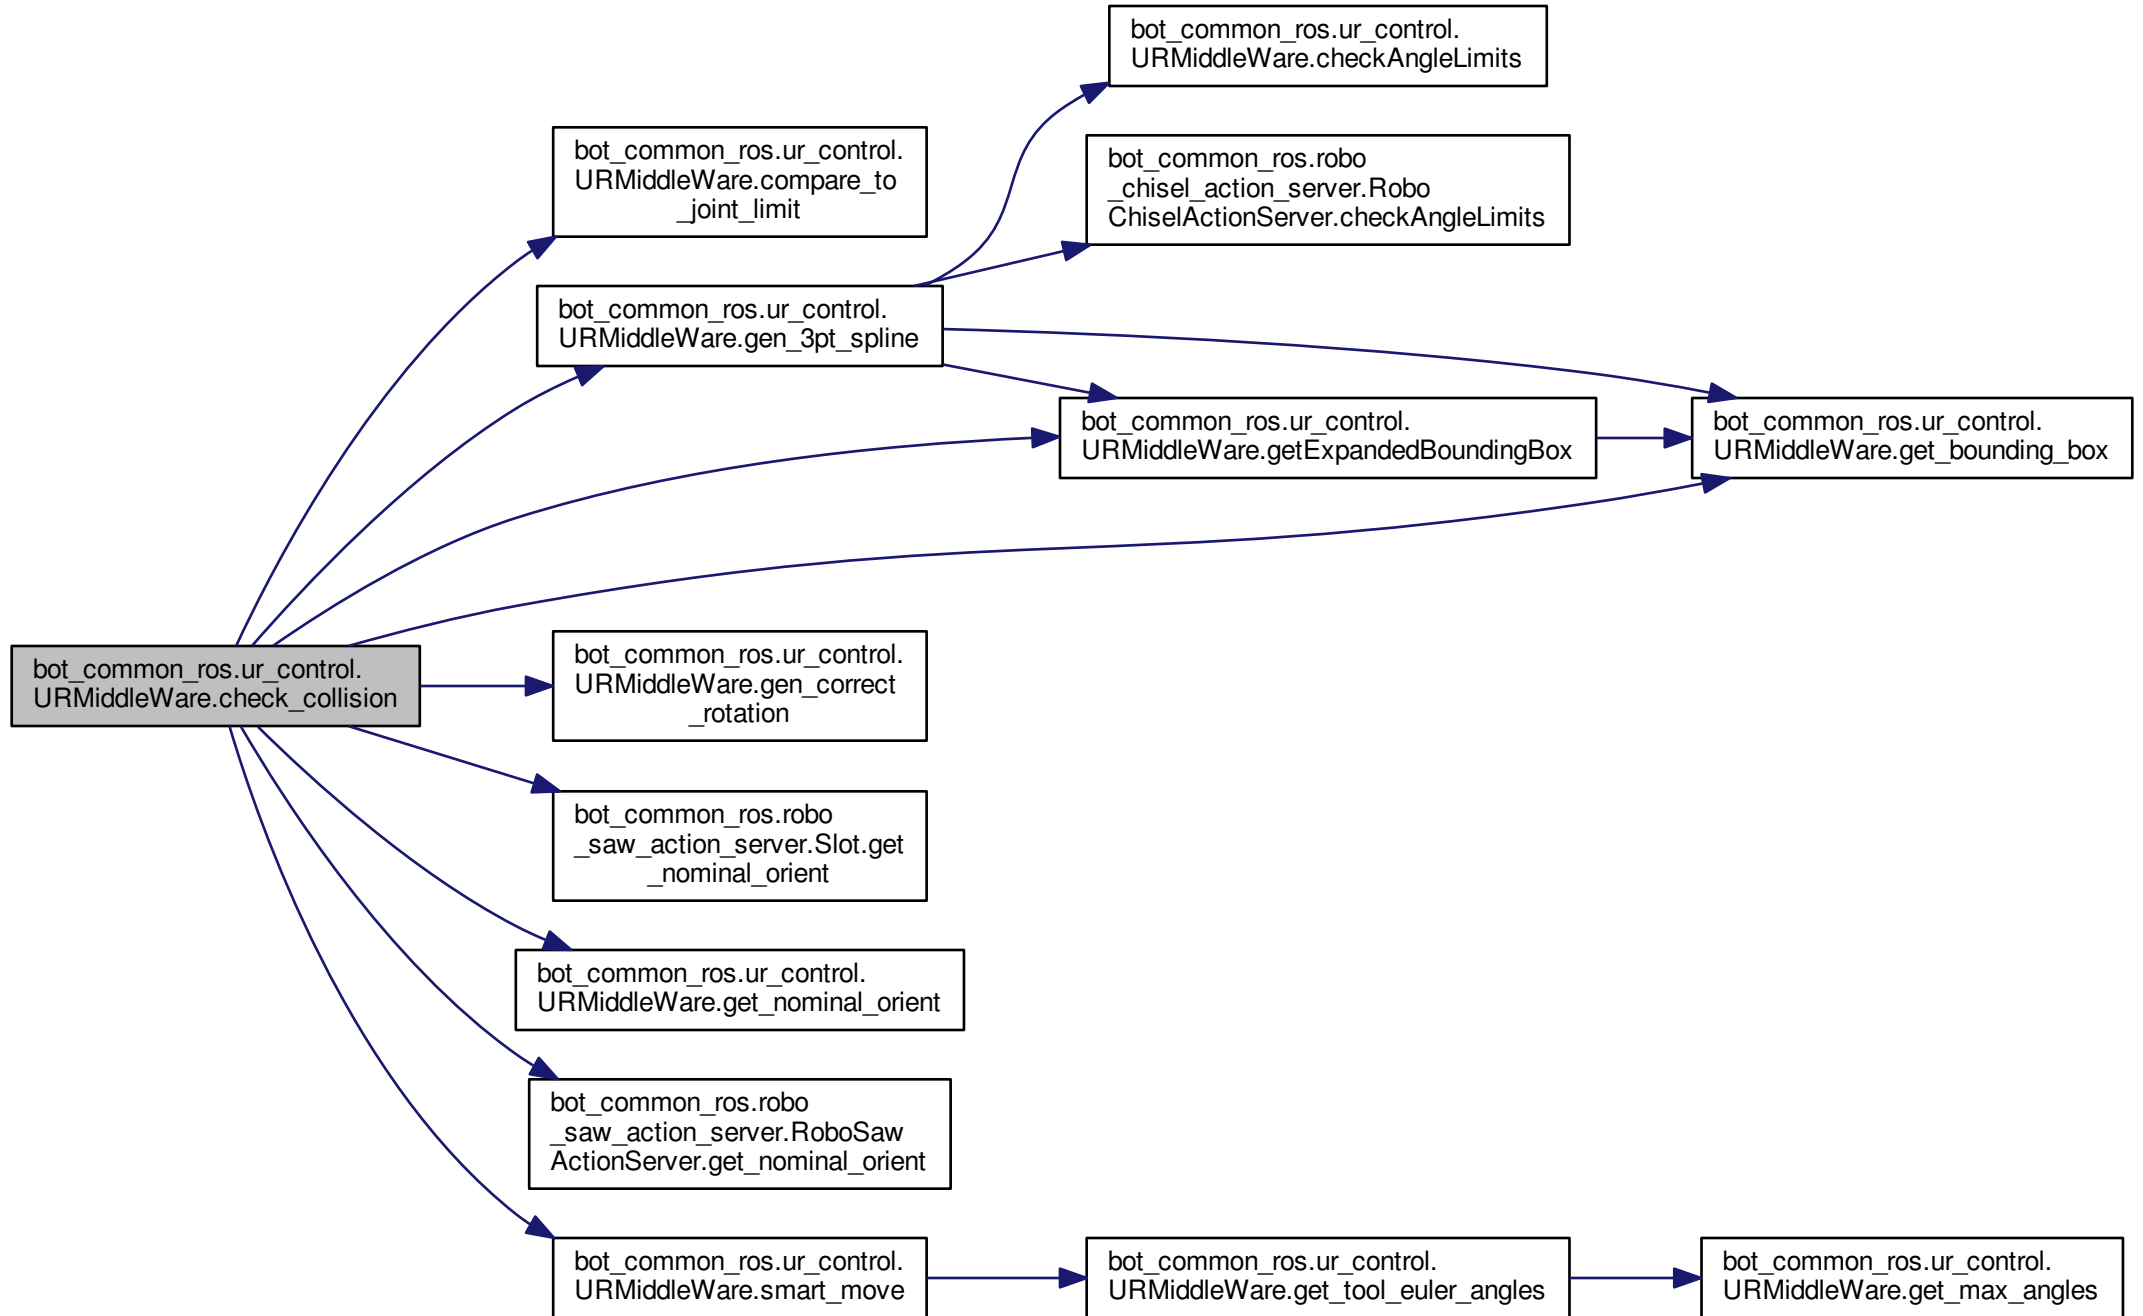 bot_common_ros.ur_control.
URMiddleWare.checkAngleLimits
bot_common_ros.ur_control.
URMiddleWare.compare_to
_joint_limit
bot_common_ros.robo
_chisel_action_server.Robo
ChiselActionServer.checkAngleLimits
bot_common_ros.ur_control.
URMiddleWare.gen_3pt_spline
bot_common_ros.ur_control.
URMiddleWare.getExpandedBoundingBox
bot_common_ros.ur_control.
URMiddleWare.get_bounding_box
bot_common_ros.ur_control.
URMiddleWare.check_collision
bot_common_ros.ur_control.
URMiddleWare.gen_correct
_rotation
bot_common_ros.robo
_saw_action_server.Slot.get
_nominal_orient
bot_common_ros.ur_control.
URMiddleWare.get_nominal_orient
bot_common_ros.robo
_saw_action_server.RoboSaw
ActionServer.get_nominal_orient
bot_common_ros.ur_control.
URMiddleWare.smart_move
bot_common_ros.ur_control.
URMiddleWare.get_tool_euler_angles
bot_common_ros.ur_control.
URMiddleWare.get_max_angles